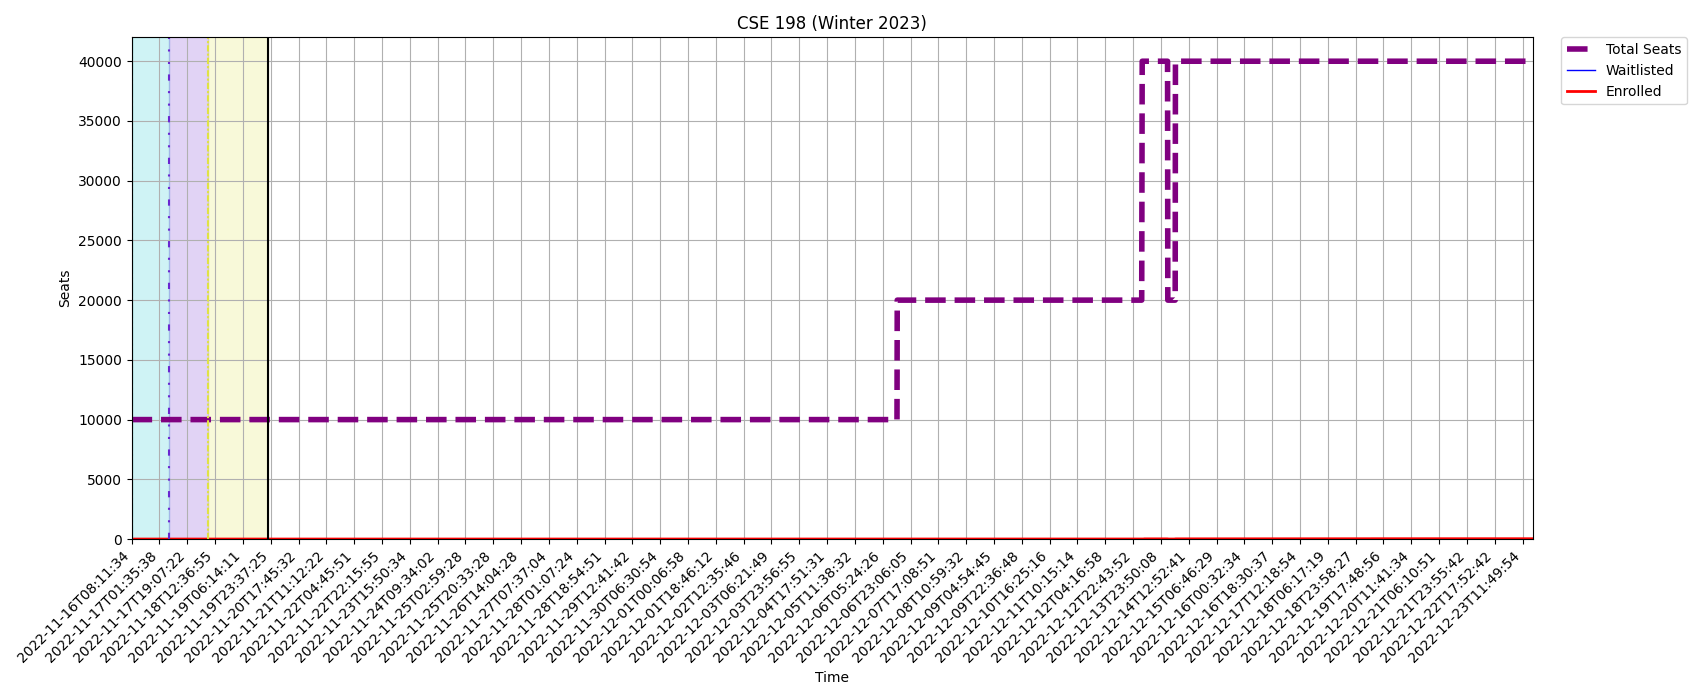 CSE 198 (Winter 2023)
Total Seats
Waitlisted
Enrolled
40000
35000
30000
25000
20000
15000
10000
5000
0
Seats
2022-11-16T08:11:34
2022-11-17T01:35:38
2022-11-17T19:07:22
2022-11-18T12:36:55
2022-11-19T06:14:11
2022-11-19T23:37:25
2022-11-20T17:45:32
2022-11-21T11:12:22
2022-11-22T04:45:51
2022-11-22T22:15:55
2022-11-23T15:50:34
2022-11-24T09:34:02
2022-11-25T02:59:28
2022-11-25T20:33:28
2022-11-26T14:04:28
2022-11-27T07:37:04
2022-11-28T01:07:24
2022-11-28T18:54:51
2022-11-29T12:41:42
2022-11-30T06:30:54
2022-12-01T00:06:58
2022-12-01T18:46:12
2022-12-02T12:35:46
2022-12-03T06:21:49
2022-12-03T23:56:55
2022-12-04T17:51:31
2022-12-05T11:38:32
2022-12-06T05:24:26
2022-12-06T23:06:05
2022-12-07T17:08:51
2022-12-08T10:59:32
2022-12-09T04:54:45
2022-12-09T22:36:48
2022-12-10T16:25:16
2022-12-11T10:15:14
2022-12-12T04:16:58
2022-12-12T22:43:52
2022-12-13T23:50:08
2022-12-14T12:52:41
2022-12-15T06:46:29
2022-12-16T00:32:34
2022-12-16T18:30:37
2022-12-17T12:18:54
2022-12-18T06:17:19
2022-12-18T23:58:27
2022-12-19T17:48:56
2022-12-20T11:41:34
2022-12-21T06:10:51
2022-12-21T23:55:42
2022-12-22T17:52:42
2022-12-23T11:49:54
Time